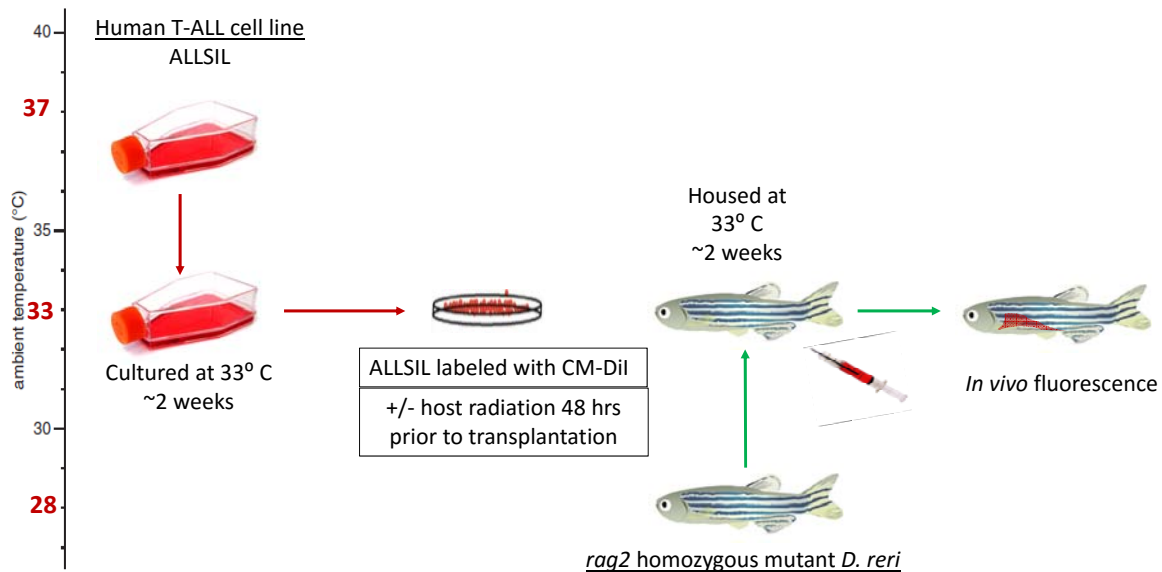 Human T-ALL cell line
ALLSIL
40
37
ambient temperature (°C)
35
33
30
28
Cultured at 33⁰ C
~2 weeks
ALLSIL labeled with CM-DiI
+/- host radiation 48 hrs
prior to transplantation
Housed at
33⁰ C
~2 weeks
In vivo fluorescence
rag2 homozygous mutant D. reri